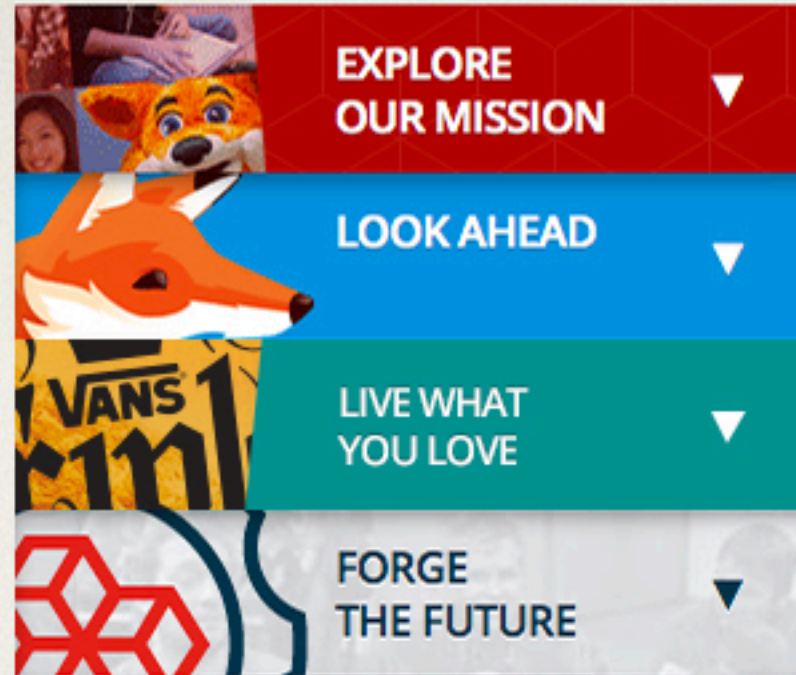 EXPLORE
OUR MISSION
LOOK AHEAD
VANS
LIVE WHAT
YOU LOVE
FORGE
THE FUTURE